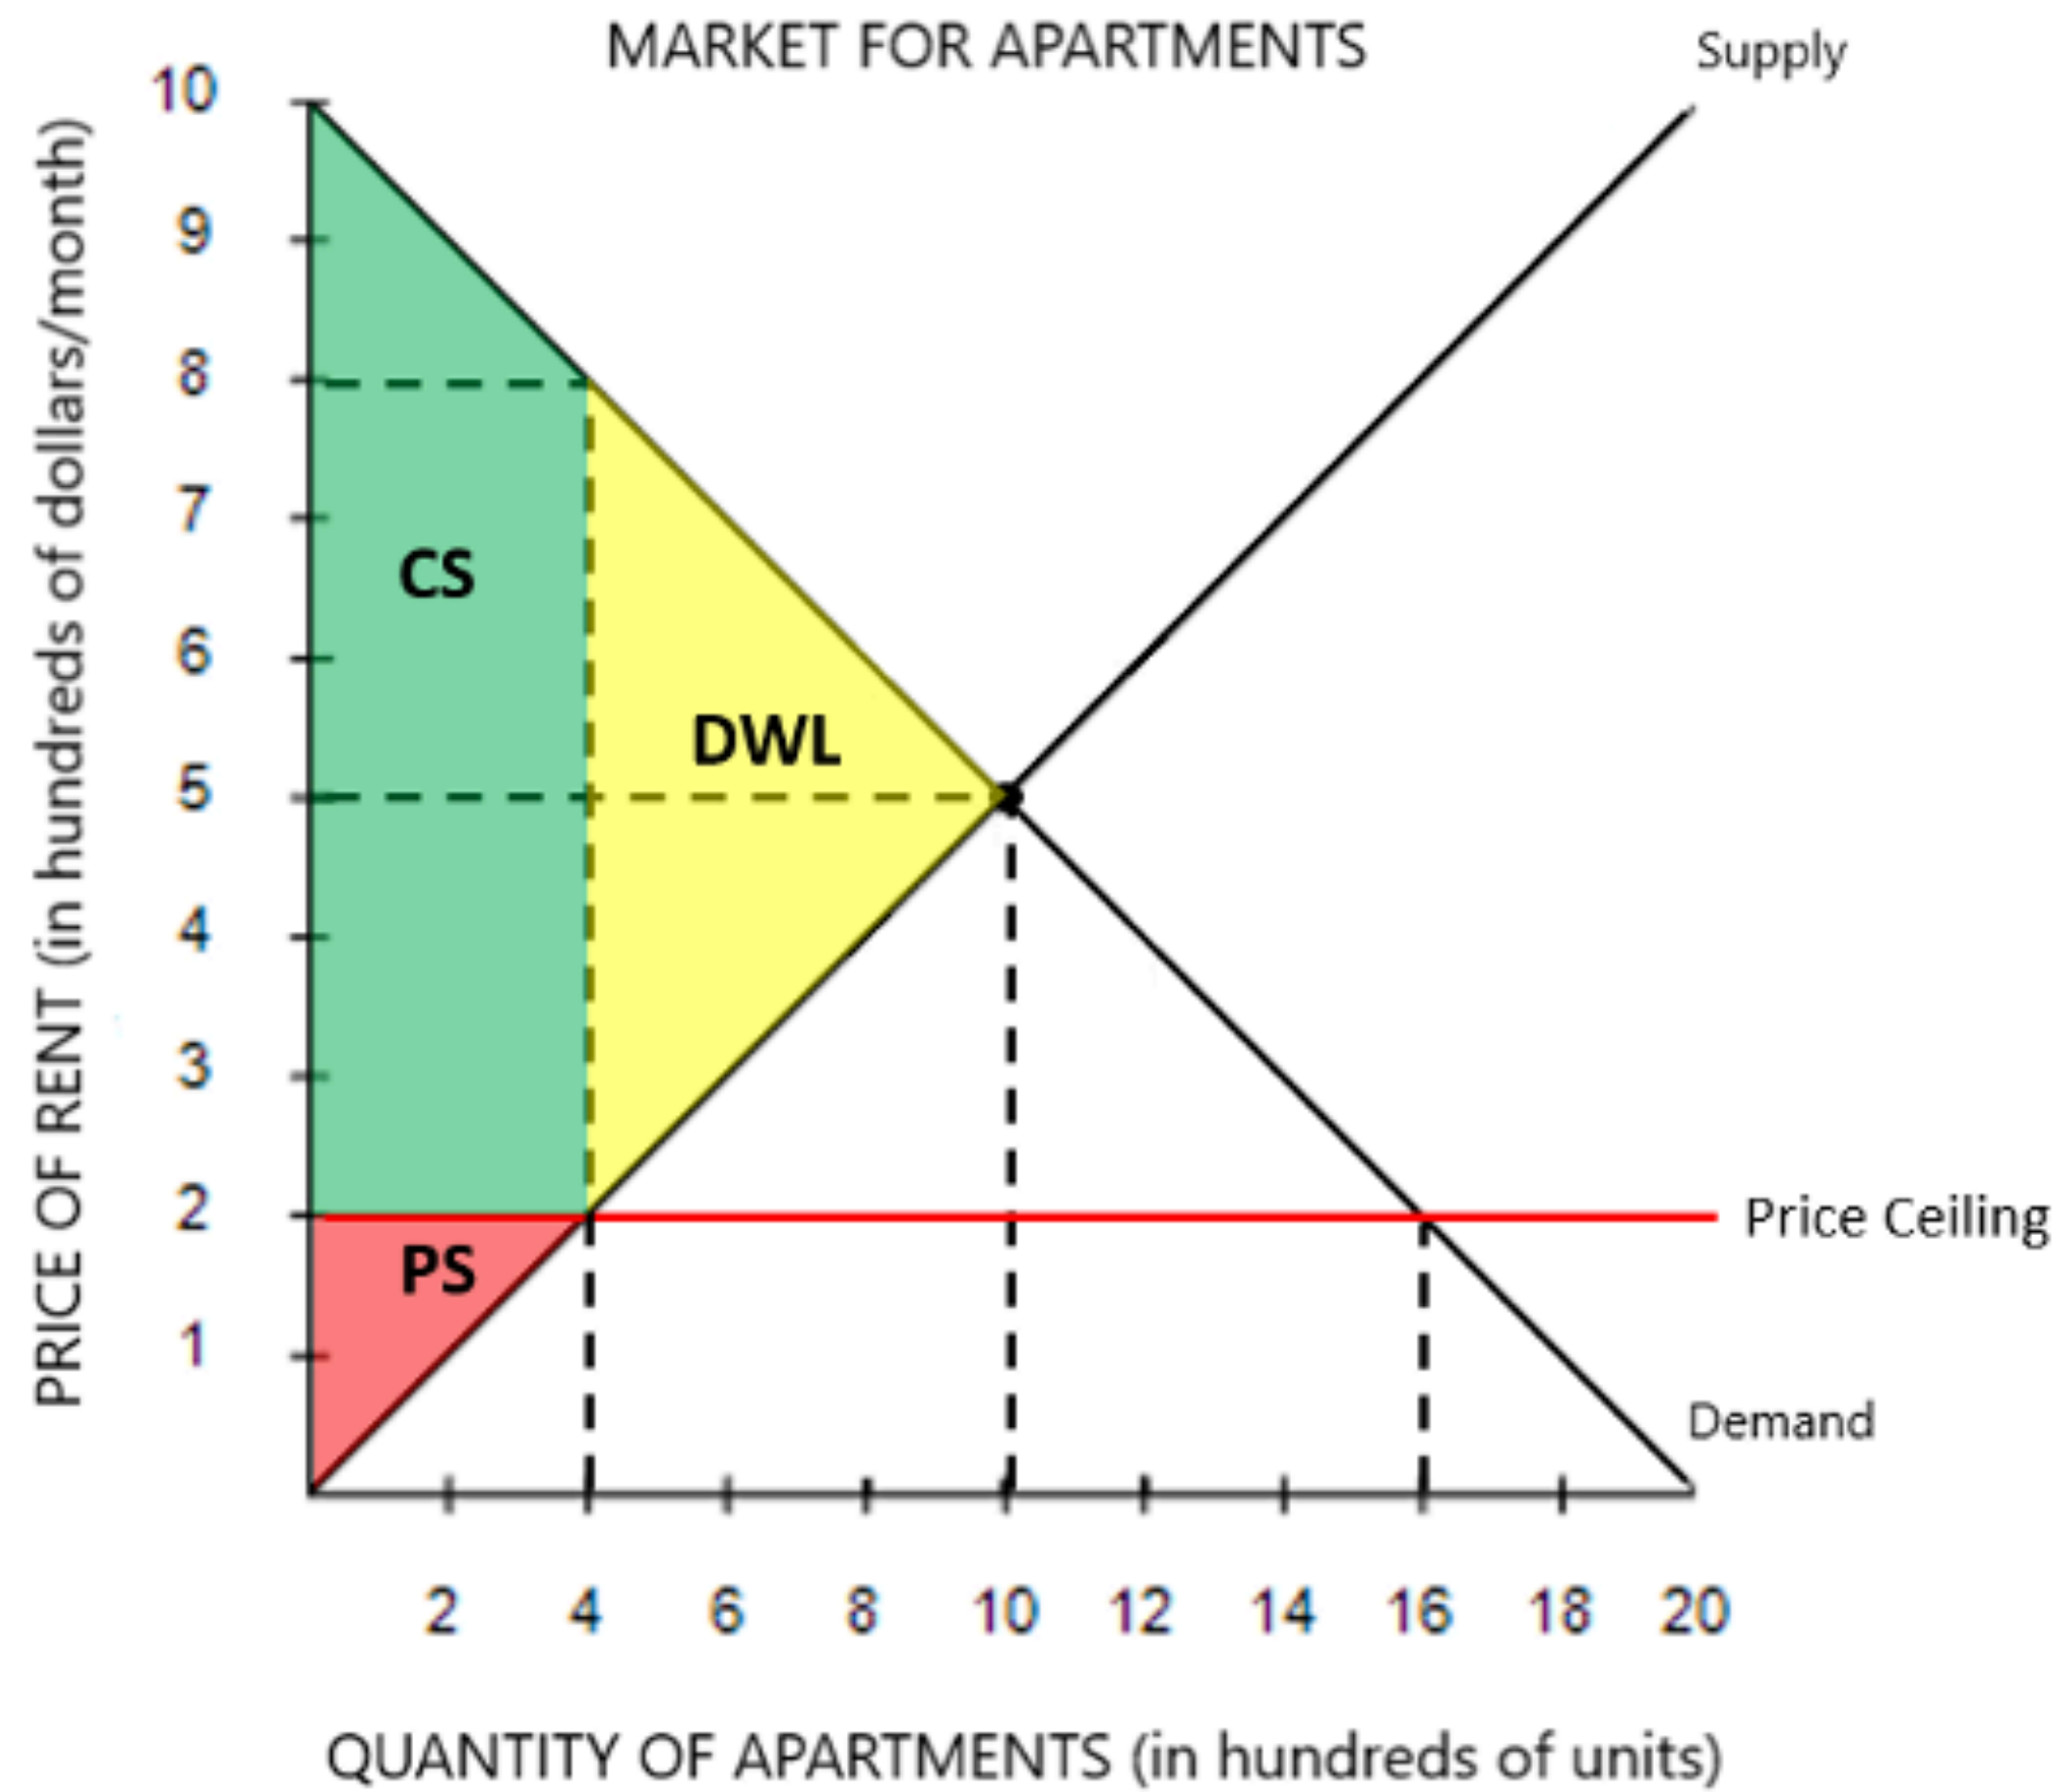 MARKET FOR APARTMENTS
Supply
PRICE OF RENT (in hundreds of dollars/month)
10
9
8
7
6
5
4
3
2
1
CS
DWL
PS
Price Ceiling
Demand
2 4 6 8 10 12 14 16 18 20
QUANTITY OF APARTMENTS (in hundreds of units)